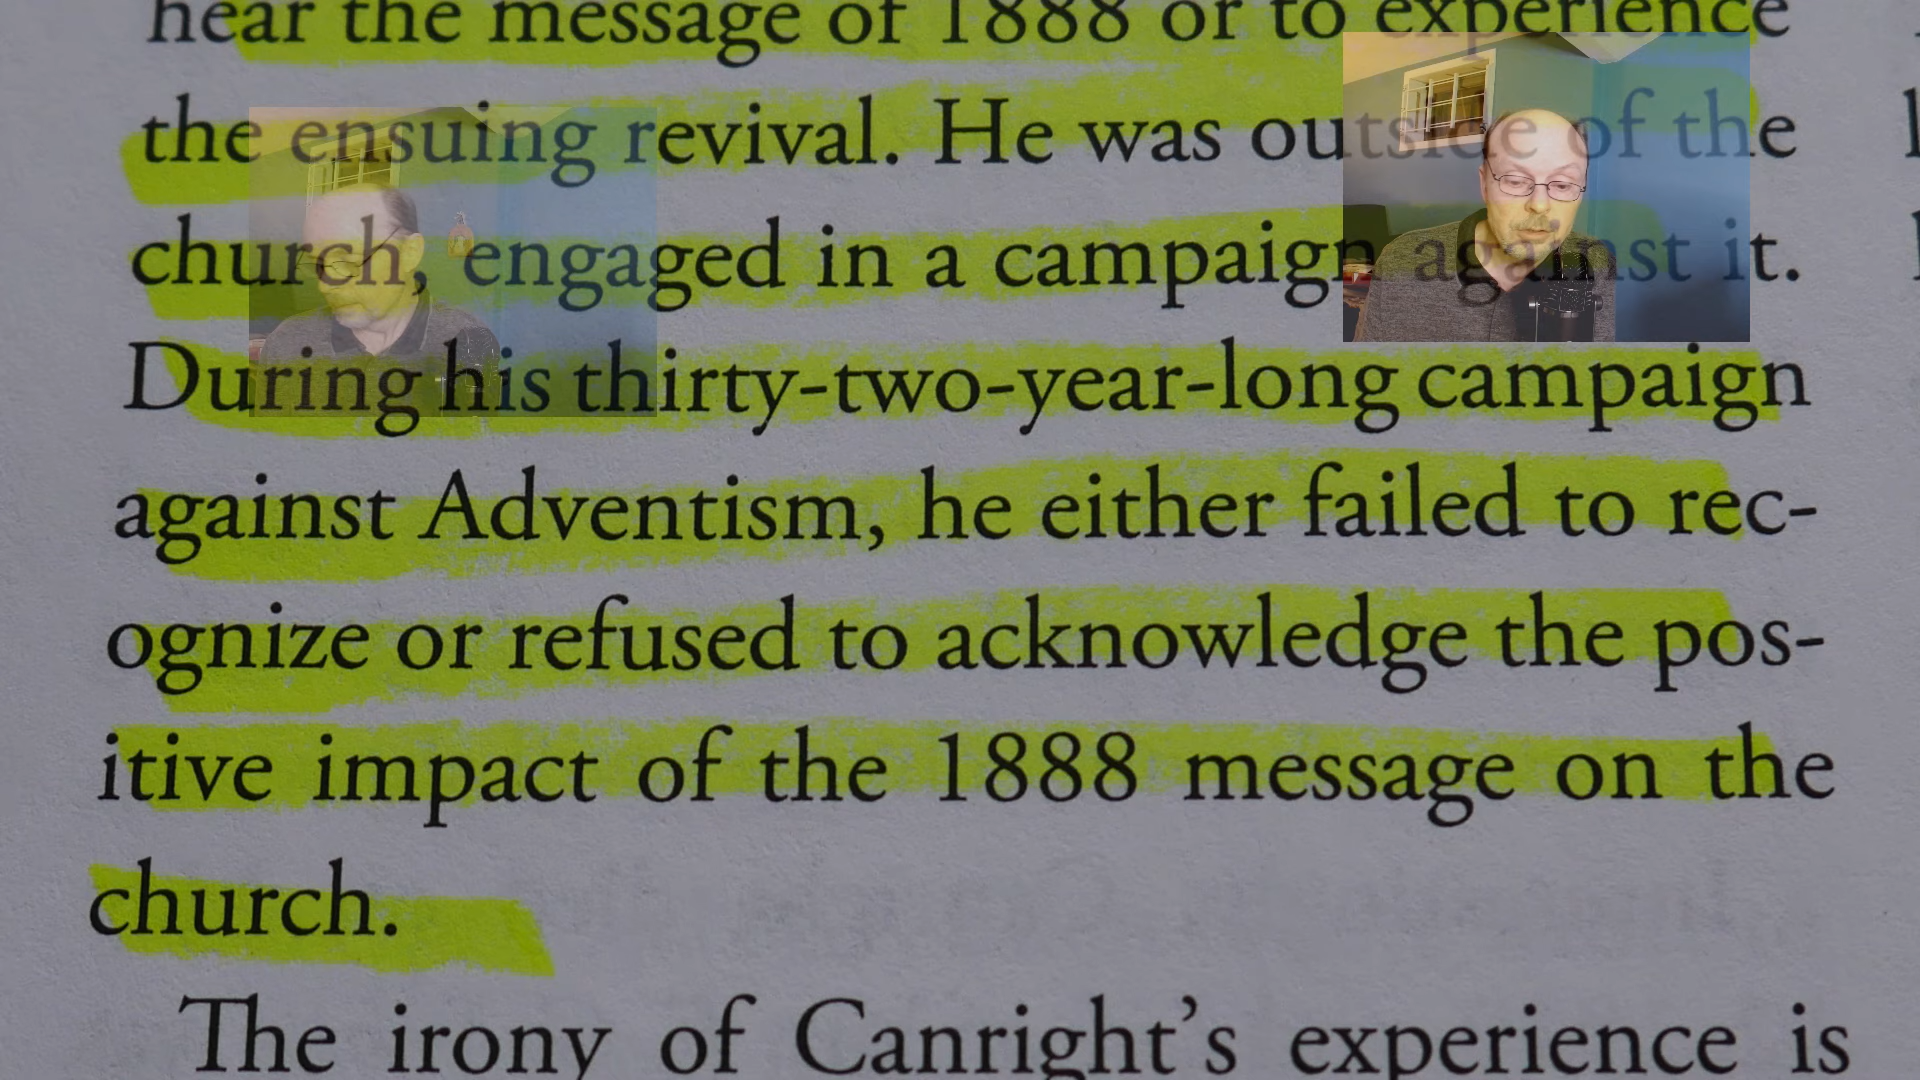 hear the message of 1888 or to experience
the ensuing revival. He was outside of the
church, engaged in a campaign against it.
During his thirty-two-year-long campaign
against Adventism, he either failed to rec-
ognize or refused to acknowledge the pos-
itive impact of the 1888 message on the
church.
The irony of Canright’s experience is